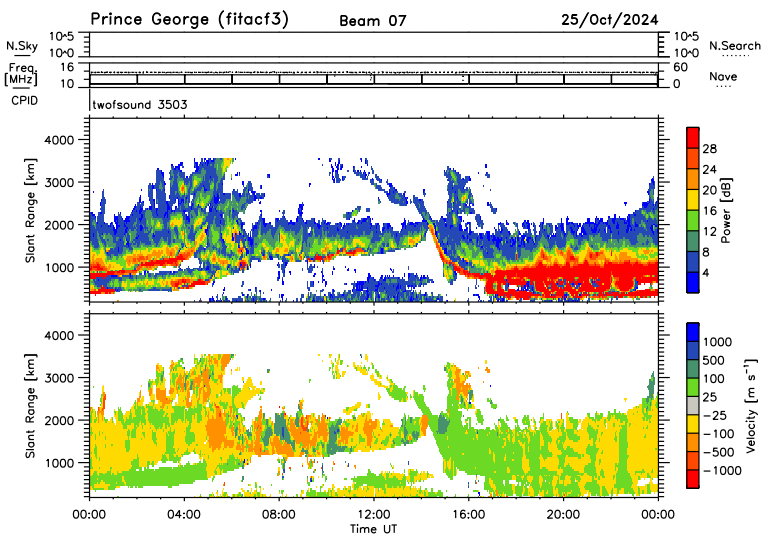 Prince George (fitacf3) Beam 07 25/Oct/2024
N.Sky 10^5 10^5 N.Search
10^0 10^0
Freq. 16 60 Nave
[MHz] 10 0
CPID twofsound 3503
4000
3000
2000
1000
Slant Range [km]
28
24
20
16
12
8
4
Power [dB]
4000
3000
2000
1000
Slant Range [km]
1000
500
100
25
−25
−100
−500
−1000
Velocity [m s⁻¹]
00:00 04:00 08:00 12:00 16:00 20:00 00:00
Time UT